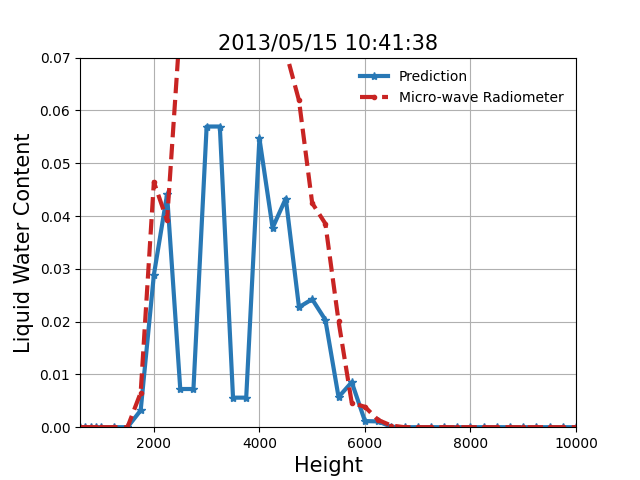 2013/05/15 10:41:38
Liquid Water Content
0.07
0.06
0.05
0.04
0.03
0.02
0.01
0.00
Prediction
Micro-wave Radiometer
2000 4000 6000 8000 10000
Height